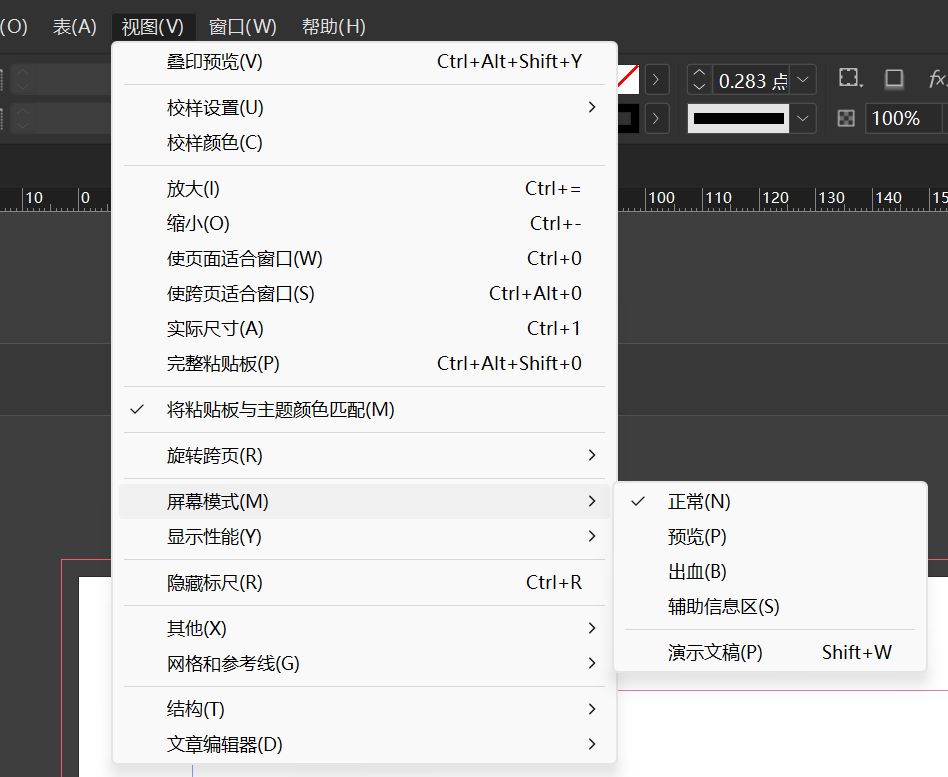 (O) 表(A) 视图(V) 窗口(W) 帮助(H)
叠印预览(V) Ctrl+Alt+Shift+Y
0.283 点
校样设置(U)
100%
校样颜色(C)
放大(I) Ctrl+=
10 0 100 110 120 130 140 15
缩小(O) Ctrl+-
使页面适合窗口(W) Ctrl+0
使跨页适合窗口(S) Ctrl+Alt+0
实际尺寸(A) Ctrl+1
完整粘贴板(P) Ctrl+Alt+Shift+0
将粘贴板与主题颜色匹配(M)
旋转跨页(R)
屏幕模式(M)
正常(N)
显示性能(Y)
预览(P)
出血(B)
隐藏标尺(R) Ctrl+R
辅助信息区(S)
其他(X)
演示文稿(P) Shift+W
网格和参考线(G)
结构(T)
文章编辑器(D)
fx